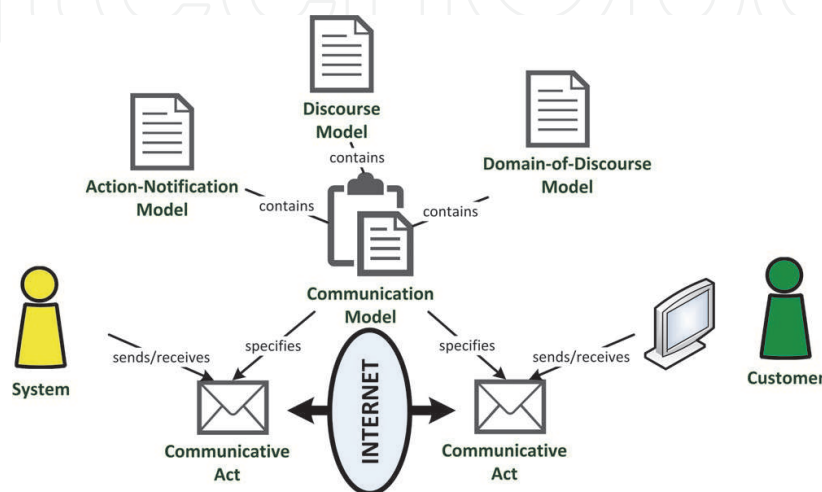 Discourse
Model
contains
Action-Notification
Model
Domain-of-Discourse
Model
contains
contains
Communication
Model
System
sends/receives
specifies
specifies
sends/receives
Customer
INTERNET
Communicative
Act
Communicative
Act